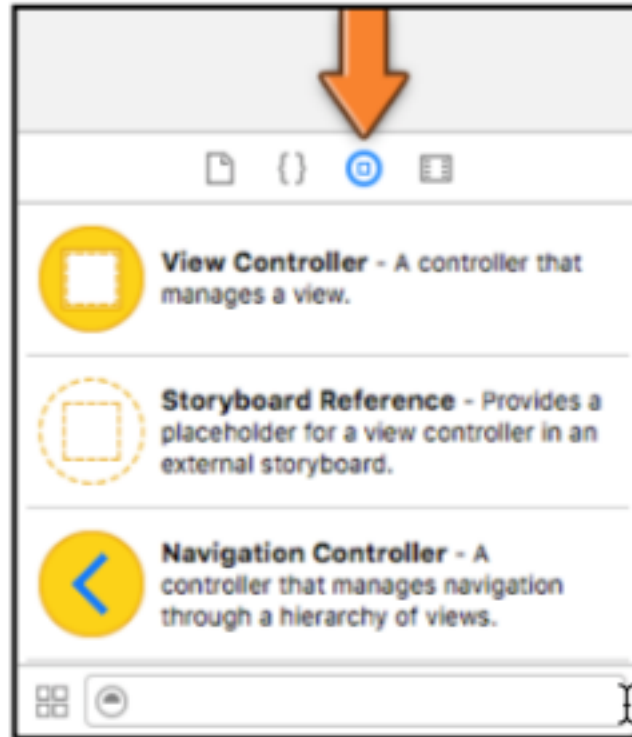 {}
View Controller - A controller that
manages a view.
Storyboard Reference - Provides a
placeholder for a view controller in an
external storyboard.
Navigation Controller - A
controller that manages navigation
through a hierarchy of views.